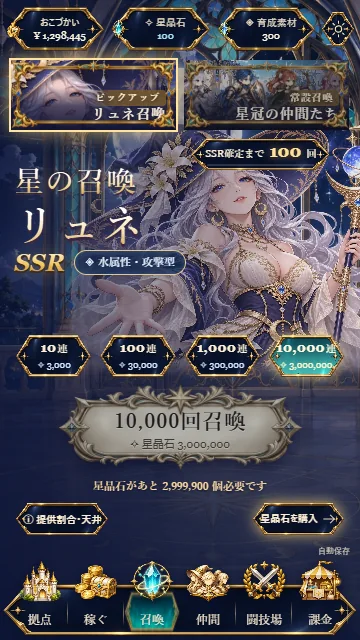 おこづかい
¥1,298,445
✧ 星晶石
100
◈ 育成素材
300
ピックアップ
リュネ召喚
常設召喚
星冠の仲間たち
SSR確定まで 100 回
星の召喚
リュネ
SSR
◈ 水属性・攻撃型
10連
✧ 3,000
100連
✧ 30,000
1,000連
✧ 300,000
10,000連
✧ 3,000,000
10,000回召喚
✧ 星晶石 3,000,000
星晶石があと 2,999,900 個必要です
ⓘ 提供割合・天井
星晶石を購入 →
自動保存
拠点
稼ぐ
召喚
仲間
闘技場
課金